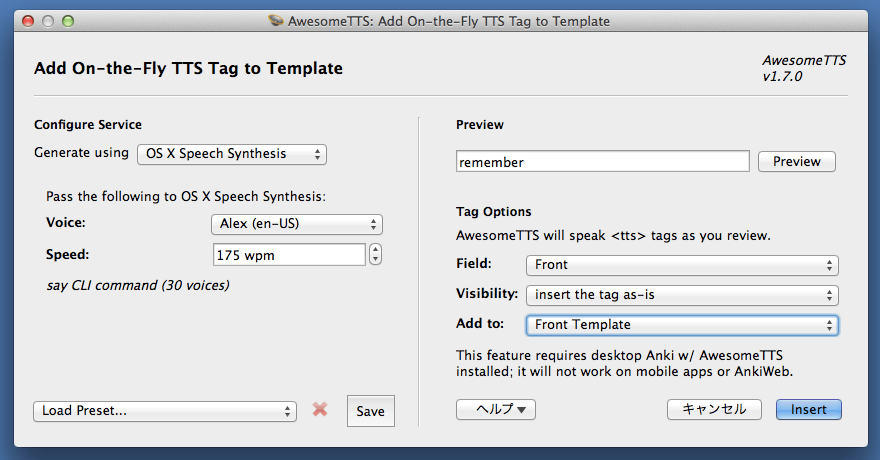 AwesomeTTS: Add On-the-Fly TTS Tag to Template
Add On-the-Fly TTS Tag to Template
AwesomeTTS
v1.7.0
Configure Service
Generate using OS X Speech Synthesis
Pass the following to OS X Speech Synthesis:
Voice: Alex (en-US)
Speed: 175 wpm
say CLI command (30 voices)
Load Preset... Save
Preview
remember Preview
Tag Options
AwesomeTTS will speak <tts> tags as you review.
Field: Front
Visibility: insert the tag as-is
Add to: Front Template
This feature requires desktop Anki w/ AwesomeTTS
installed; it will not work on mobile apps or AnkiWeb.
ヘルプ キャンセル Insert